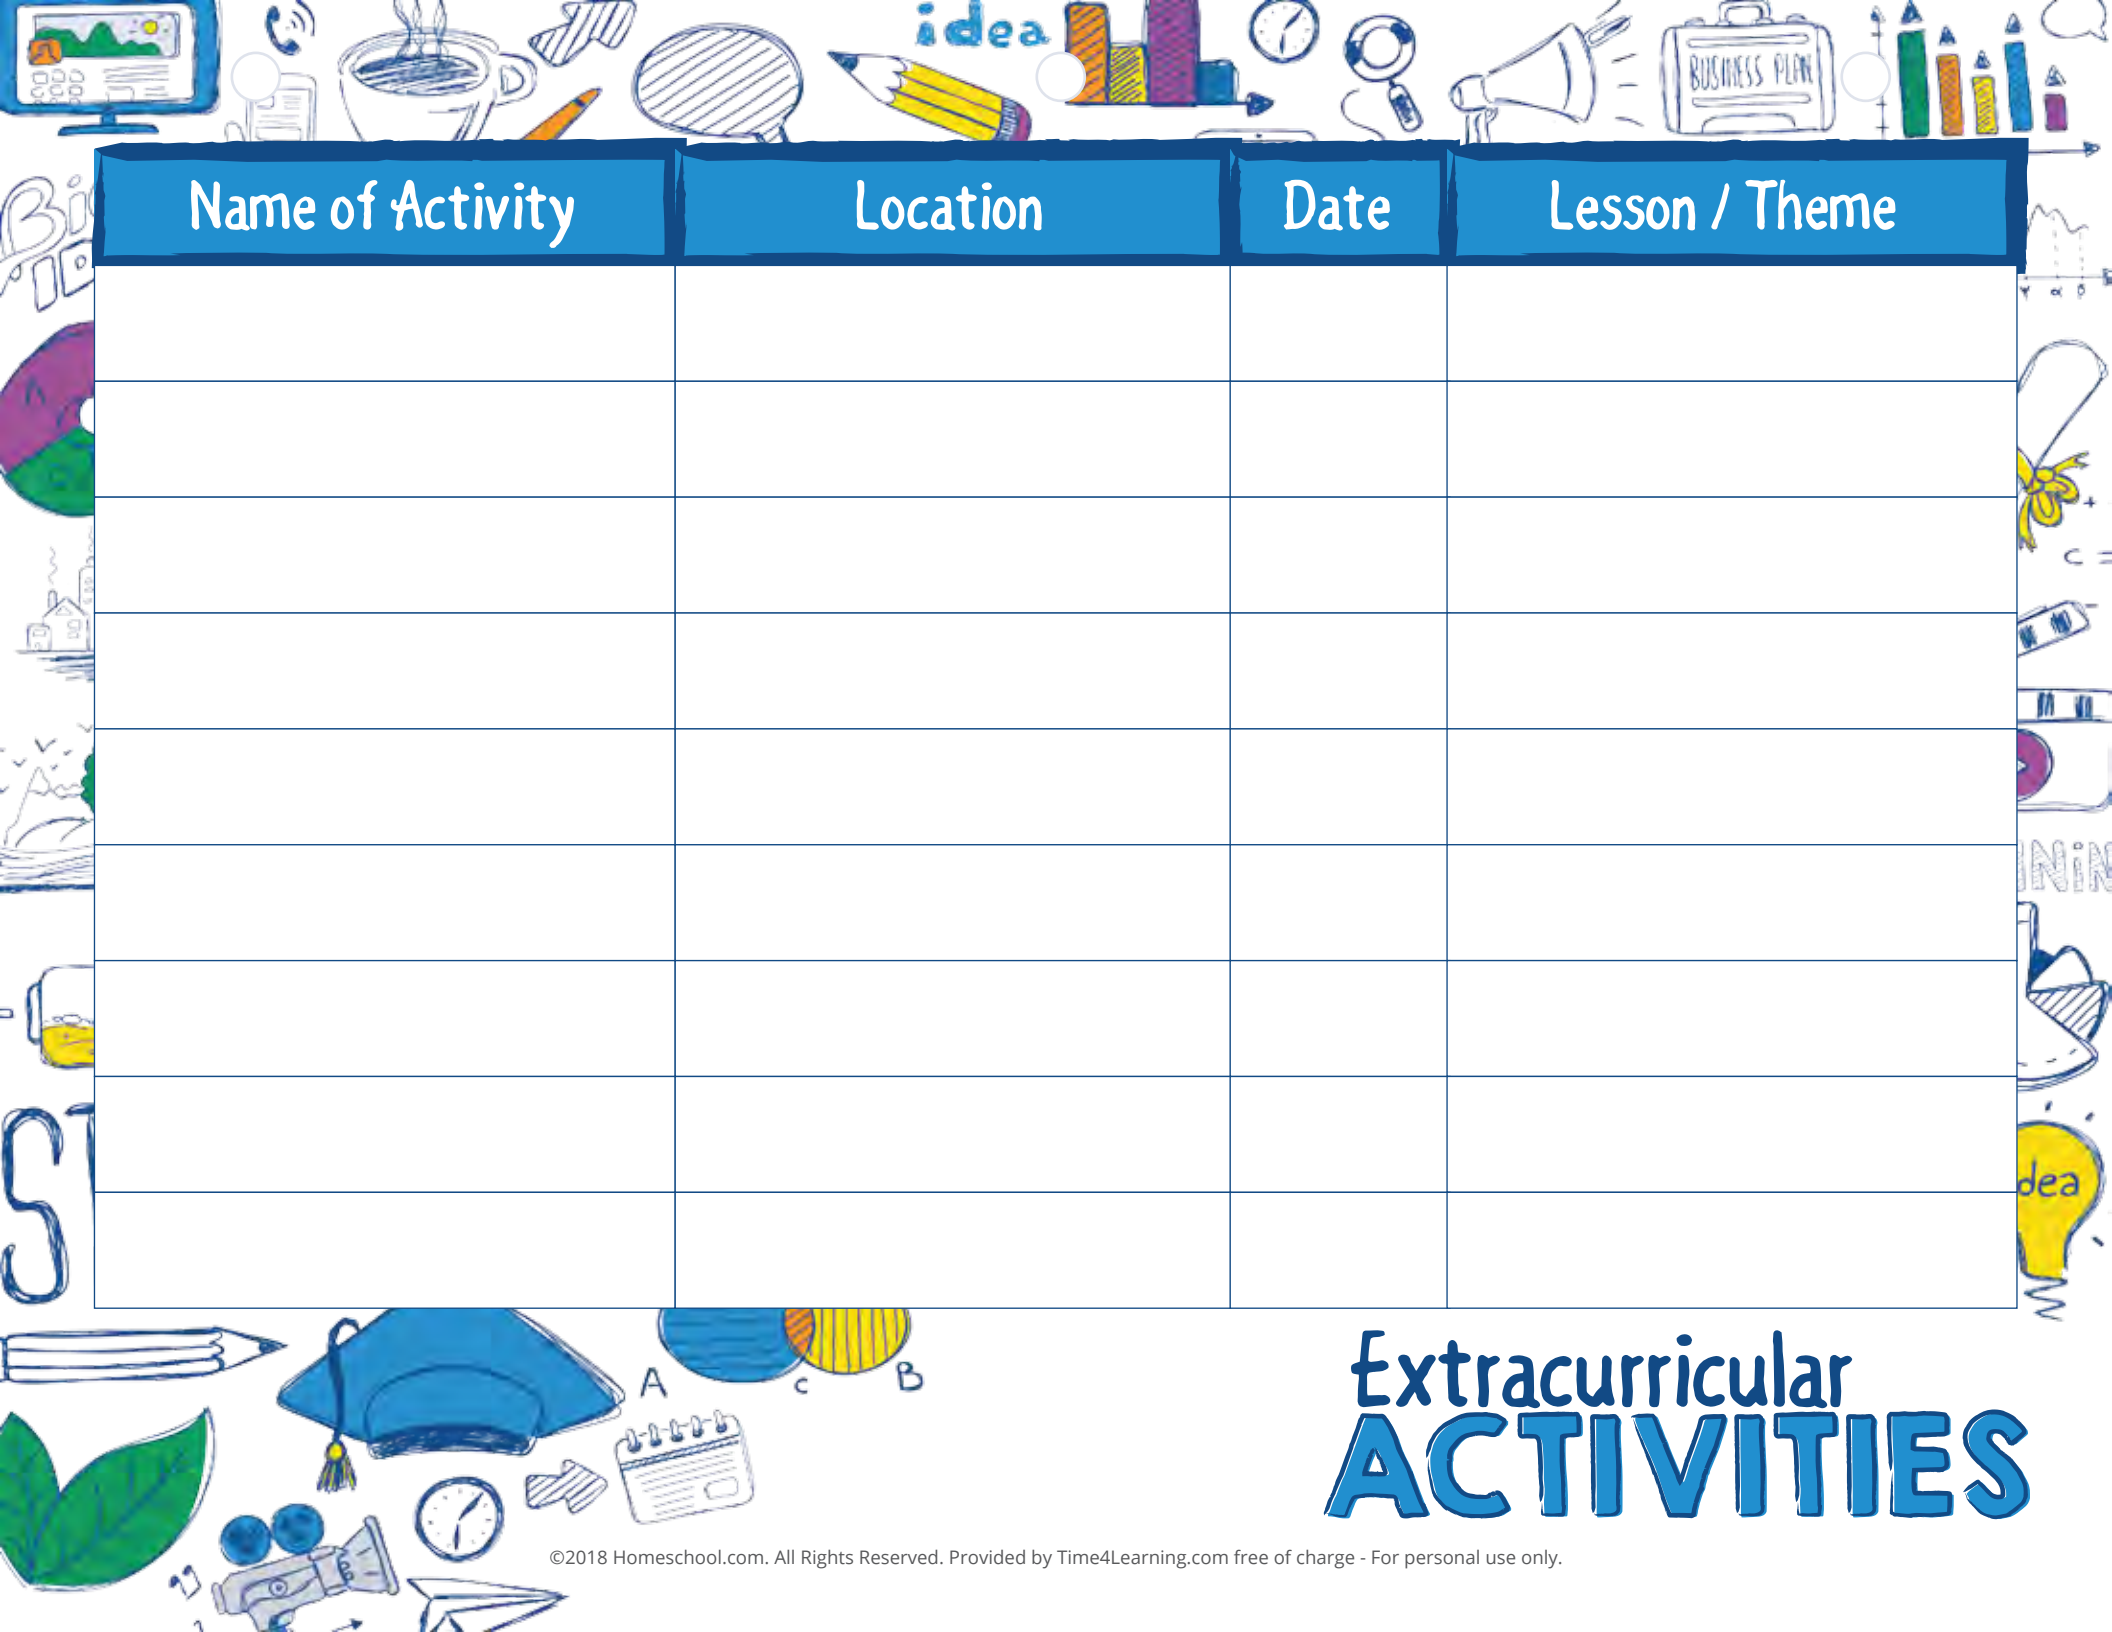 idea
BUSINESS PLAN
Name of Activity
Location
Date
Lesson / Theme
A
C
B
Extracurricular
ACTIVITIES
©2018 Homeschool.com. All Rights Reserved. Provided by Time4Learning.com free of charge - For personal use only.